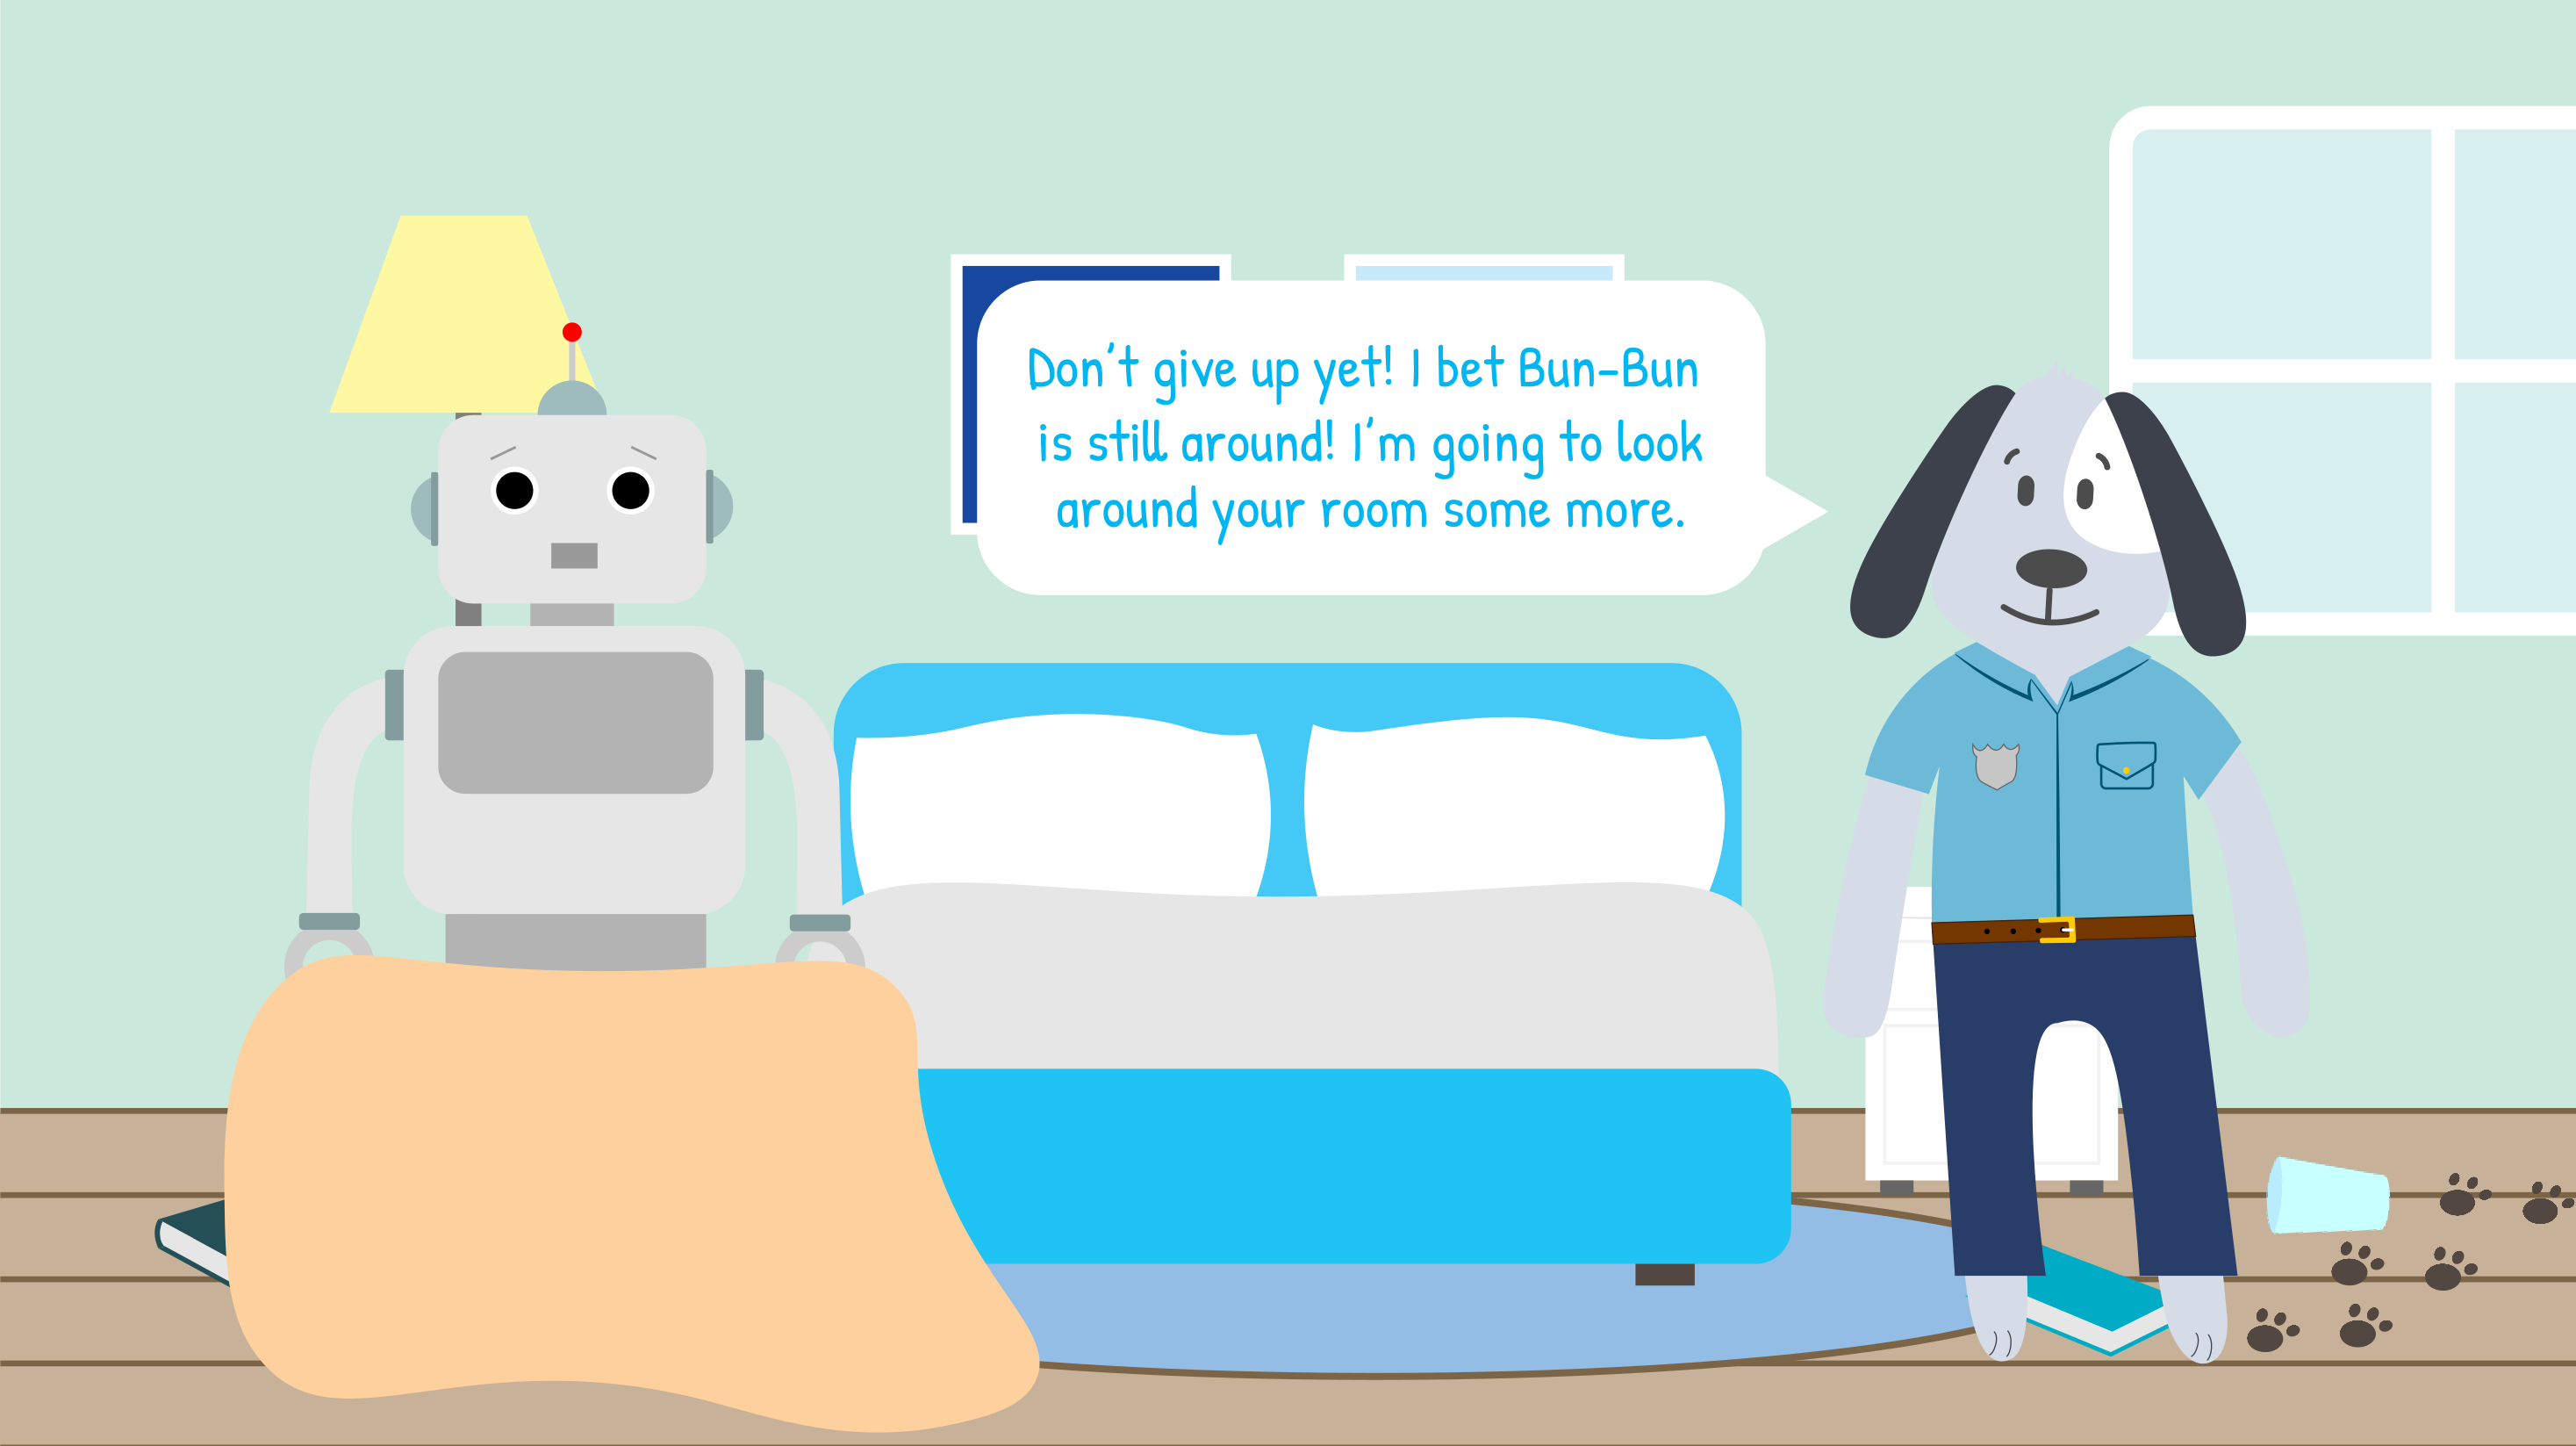 Don't give up yet! I bet Bun-Bun
is still around! I'm going to look
around your room some more.